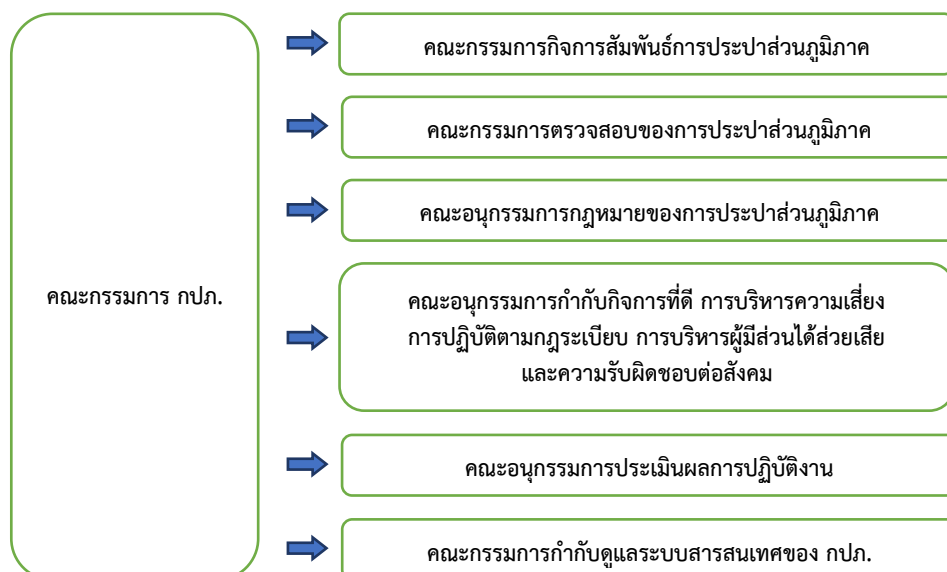 คณะกรรมการ กปภ.
คณะกรรมการกิจการสัมพันธ์การประปาส่วนภูมิภาค
คณะกรรมการตรวจสอบของการประปาส่วนภูมิภาค
คณะอนุกรรมการกฎหมายของการประปาส่วนภูมิภาค
คณะอนุกรรมการกำกับกิจการที่ดี การบริหารความเสี่ยง
การปฏิบัติตามกฎระเบียบ การบริหารผู้มีส่วนได้ส่วยเสีย
และความรับผิดชอบต่อสังคม
คณะอนุกรรมการประเมินผลการปฏิบัติงาน
คณะกรรมการกำกับดูแลระบบสารสนเทศของ กปภ.